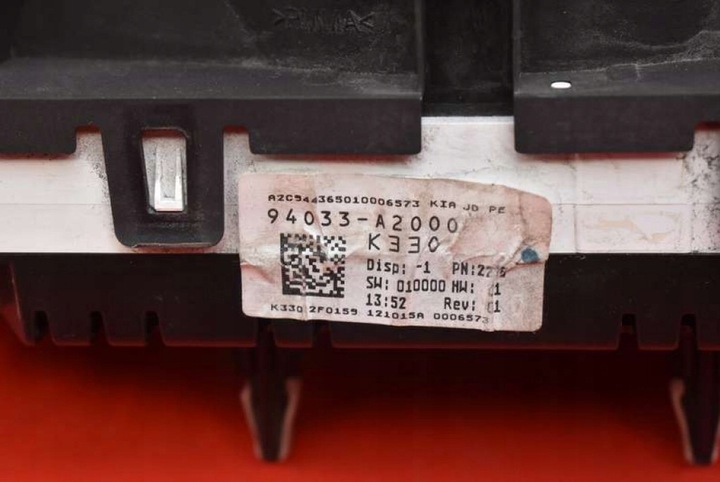 >PMMA<
A2C944365010006573 KIA JD PE
94033-A2000
K330
Disp: -1
SW: 010000 HW:
13:52 Rev:
K330 2F0159 121015A 0006573